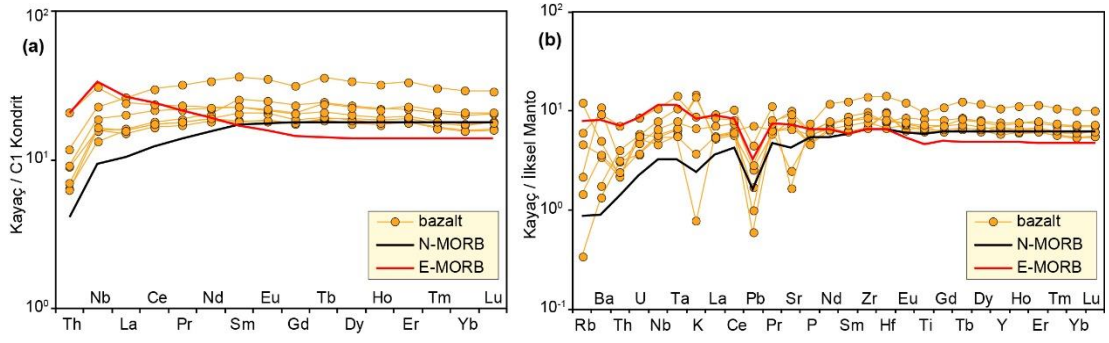 (a)
Kayaç / C1 Kondrit
10²
10¹
10⁰
bazalt
N-MORB
E-MORB
Nb Ce Nd Eu Tb Ho Tm Lu
Th La Pr Sm Gd Dy Er Yb
(b)
Kayaç / İlksel Manto
10²
10¹
10⁰
10⁻¹
bazalt
N-MORB
E-MORB
Ba U Ta La Pb Sr Nd Zr Eu Gd Dy Ho Tm Lu
Rb Th Nb K Ce Pr P Sm Hf Ti Tb Y Er Yb